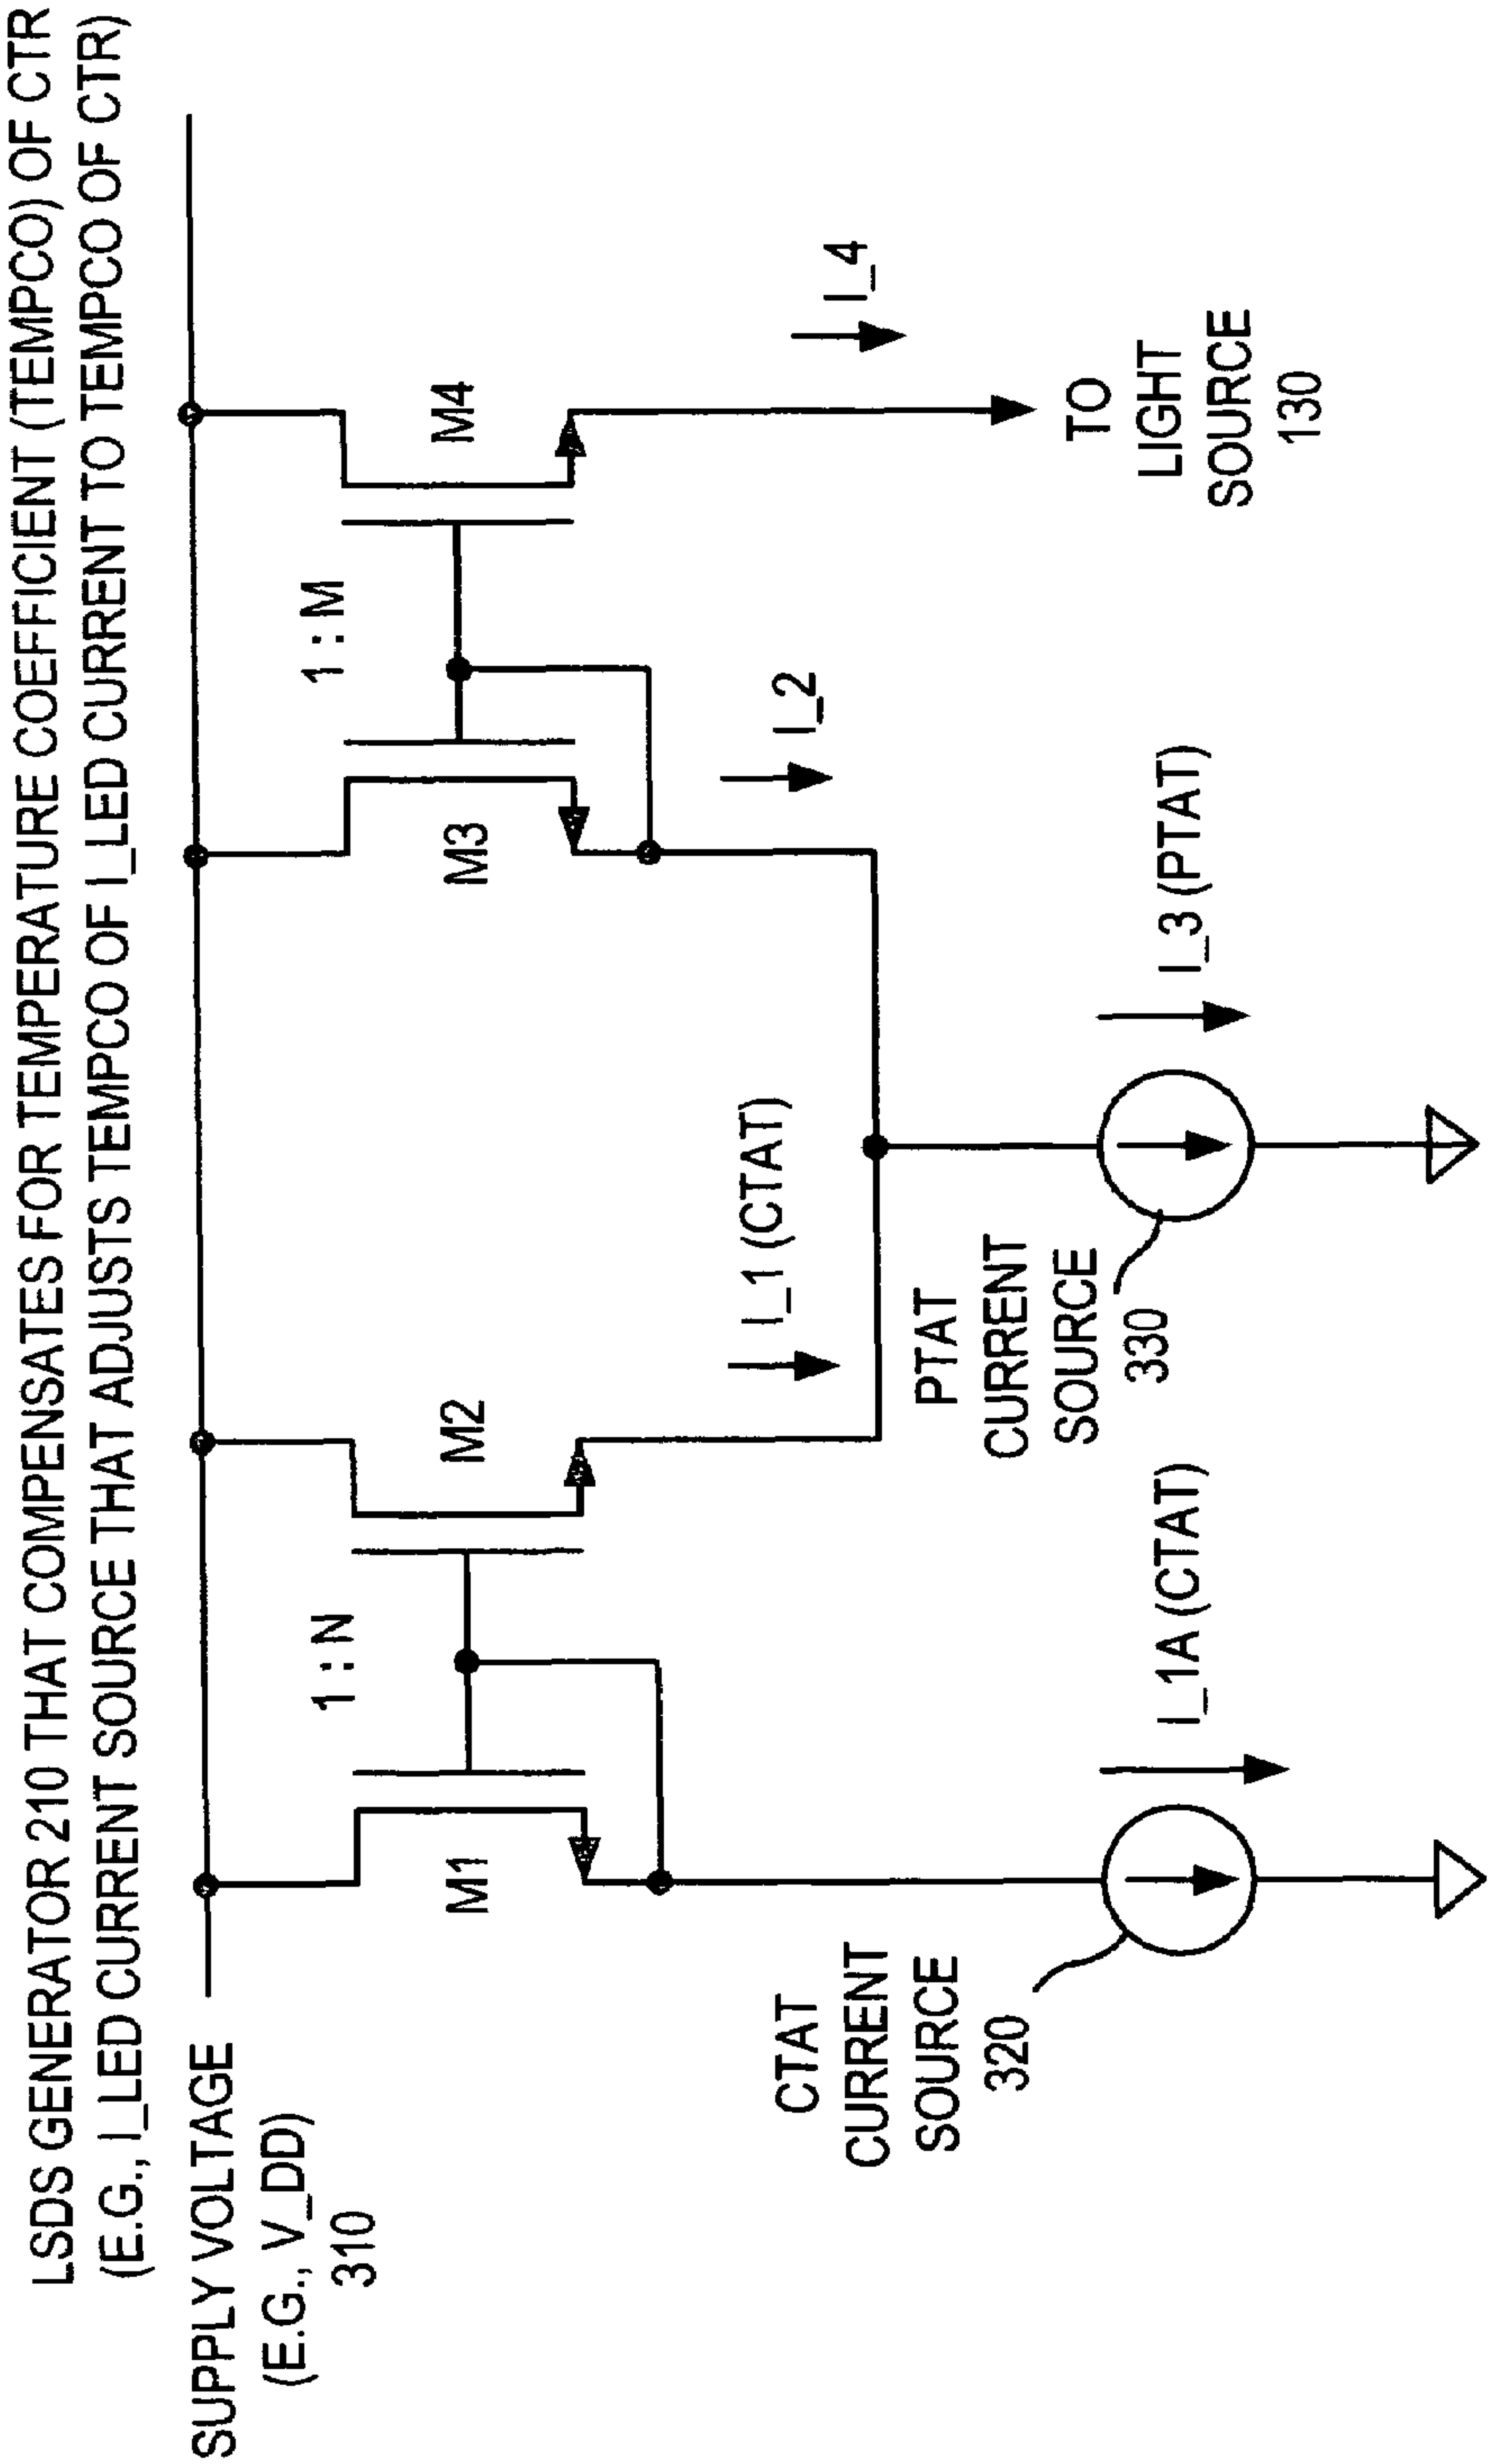 LSDS GENERATOR 210 THAT COMPENSATES FOR TEMPERATURE COEFFICIENT (TEMPCO) OF CTR
(E.G., I_LED CURRENT SOURCE THAT ADJUSTS TEMPCO OF I_LED CURRENT TO TEMPCO OF CTR)
SUPPLY VOLTAGE
(E.G., V_DD)
310
1 : N
1 : M
M1
M2
M3
M4
I_1 (CTAT)
I_2
I_4
CTAT
CURRENT
SOURCE
320
I_1A (CTAT)
PTAT
CURRENT
SOURCE
330
I_3 (PTAT)
TO
LIGHT
SOURCE
130